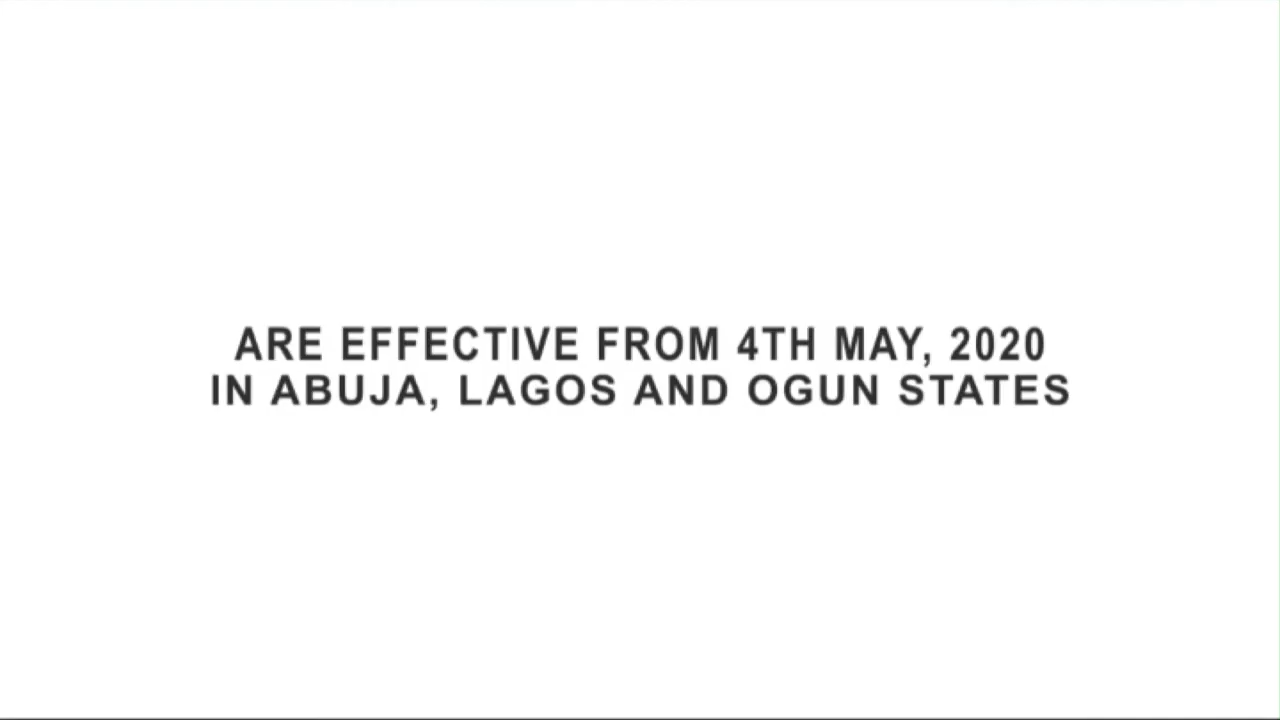 ARE EFFECTIVE FROM 4TH MAY, 2020
IN ABUJA, LAGOS AND OGUN STATES